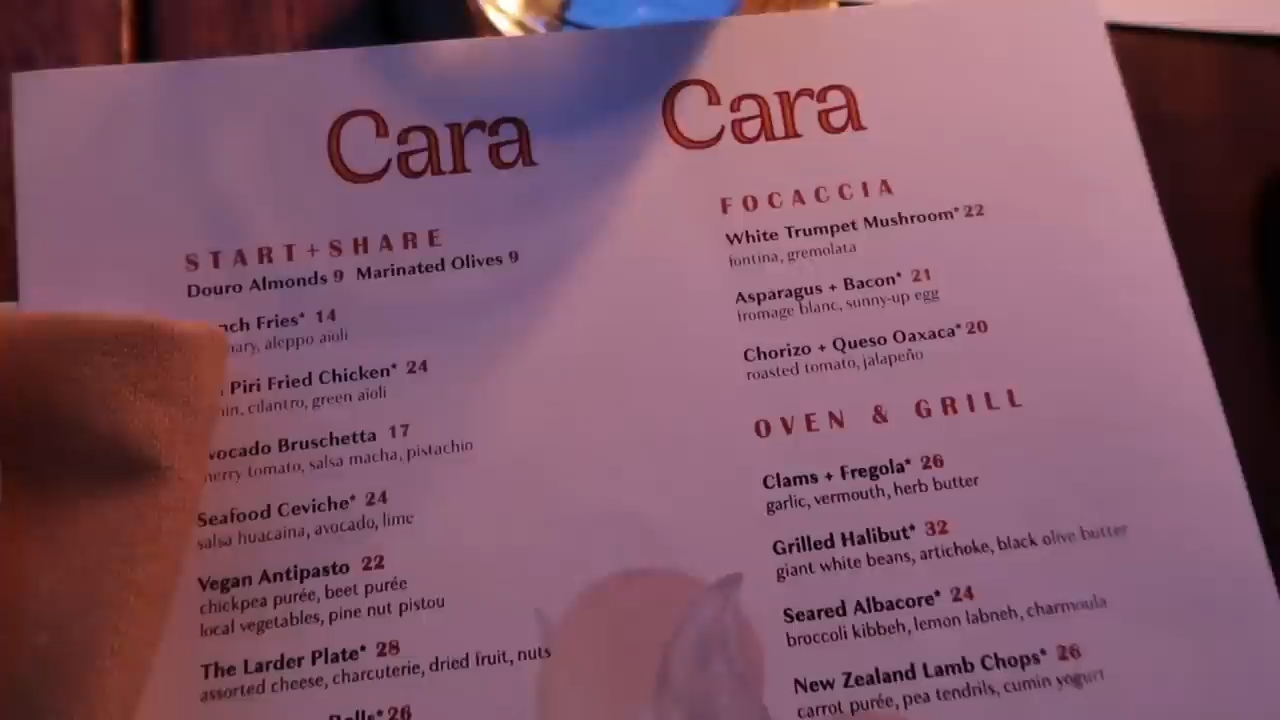 Cara
START+SHARE
Douro Almonds 9 Marinated Olives 9
Fries* 14
aleppo aioli
Piri Fried Chicken* 24
cilantro, green aioli
Bruschetta 17
tomato, salsa macha, pistachio
Seafood Ceviche* 24
salsa huacaina, avocado, lime
Vegan Antipasto 22
chickpea purée, beet purée
local vegetables, pine nut pistou
The Larder Plate* 28
assorted cheese, charcuterie, dried fruit, nuts
Cara
FOCACCIA
White Trumpet Mushroom* 22
fontina, gremolata
Asparagus + Bacon* 21
fromage blanc, sunny-up egg
Chorizo + Queso Oaxaca* 20
roasted tomato, jalapeño
OVEN & GRILL
Clams + Fregola* 26
garlic, vermouth, herb butter
Grilled Halibut* 32
giant white beans, artichoke, black olive butter
Seared Albacore* 24
broccoli kibbeh, lemon labneh, charmoula
New Zealand Lamb Chops* 26
carrot purée, pea tendrils, cumin yogurt